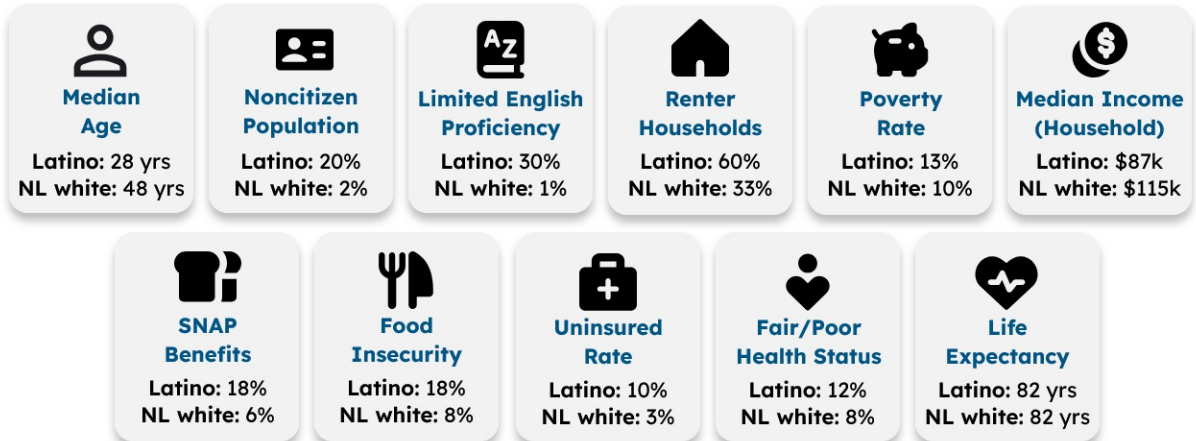 Median
Age
Latino: 28 yrs
NL white: 48 yrs
Noncitizen
Population
Latino: 20%
NL white: 2%
AZ
Limited English
Proficiency
Latino: 30%
NL white: 1%
Renter
Households
Latino: 60%
NL white: 33%
Poverty
Rate
Latino: 13%
NL white: 10%
$
Median Income
(Household)
Latino: $87k
NL white: $115k
SNAP
Benefits
Latino: 18%
NL white: 6%
Food
Insecurity
Latino: 18%
NL white: 8%
Uninsured
Rate
Latino: 10%
NL white: 3%
Fair/Poor
Health Status
Latino: 12%
NL white: 8%
Life
Expectancy
Latino: 82 yrs
NL white: 82 yrs